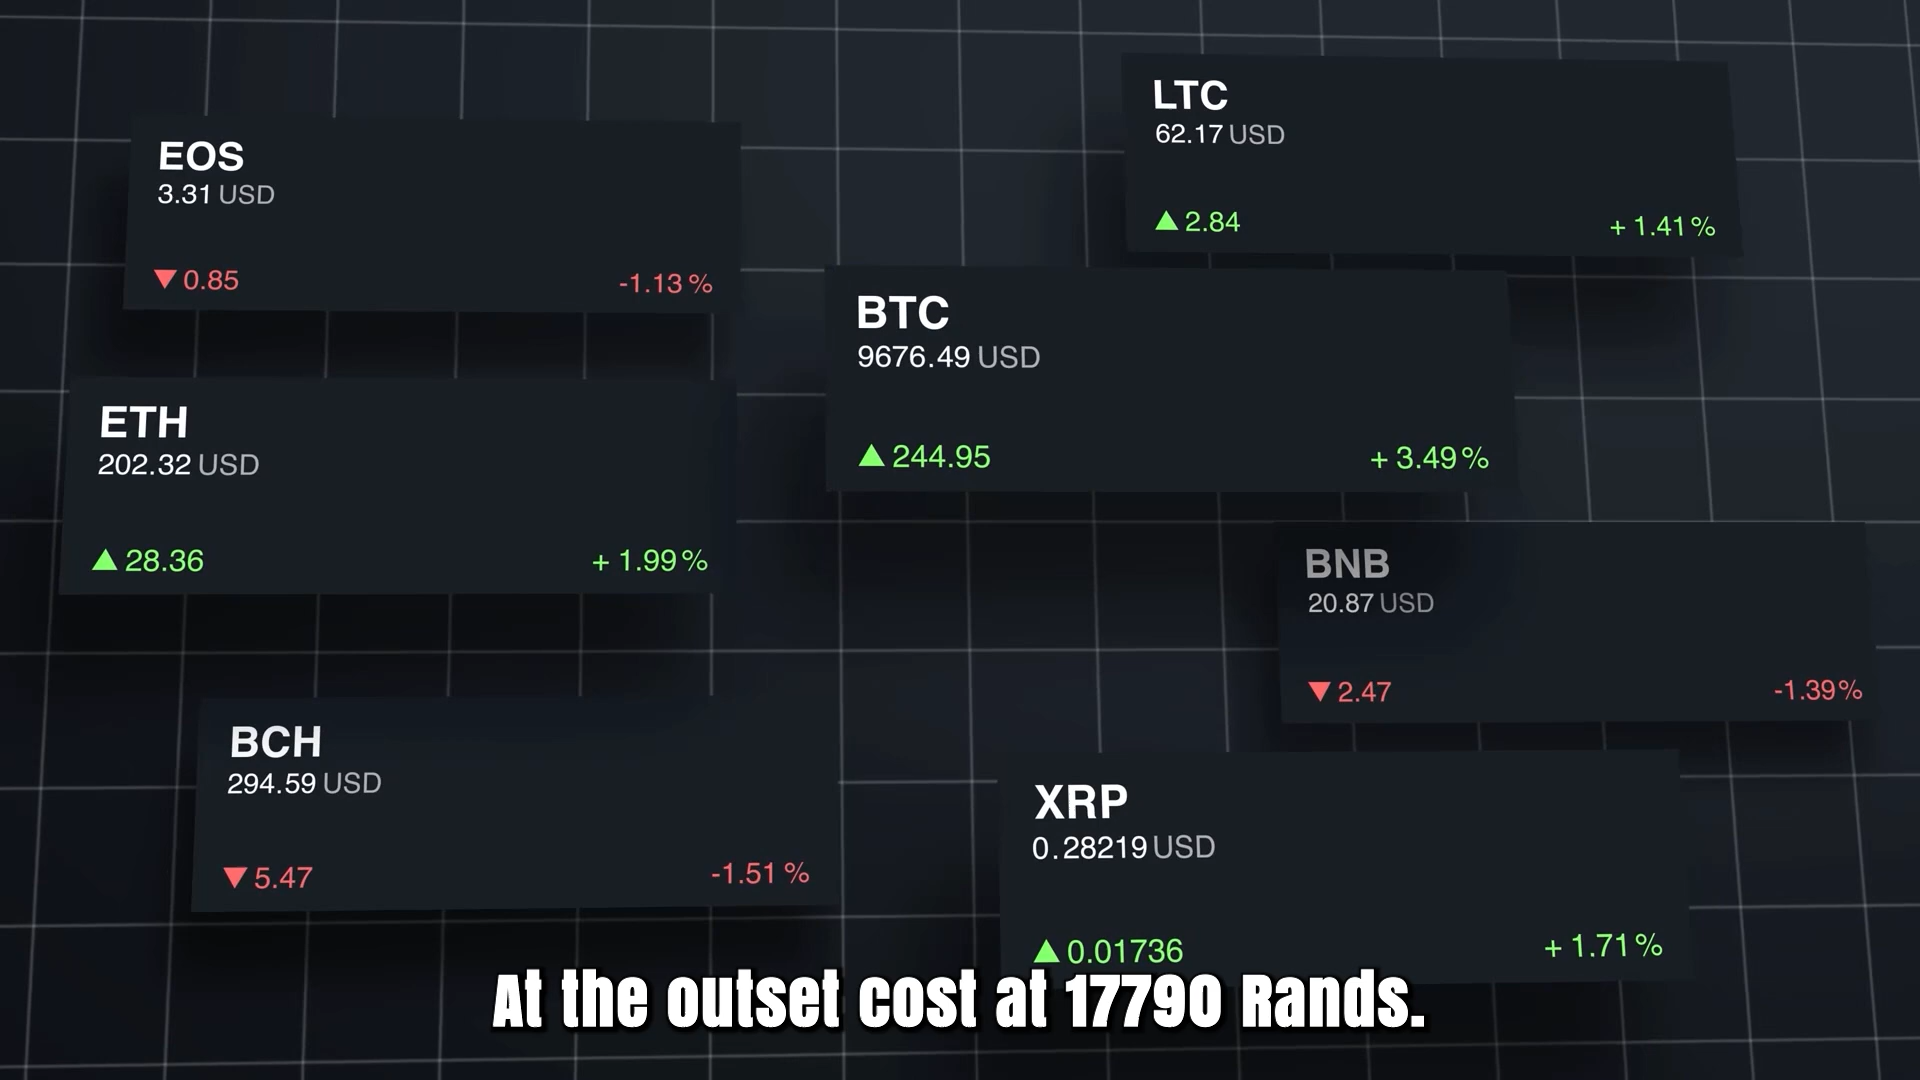 EOS
3.31 USD
▼ 0.85 -1.13 %
LTC
62.17 USD
▲ 2.84 + 1.41 %
BTC
9676.49 USD
▲ 244.95 + 3.49 %
ETH
202.32 USD
▲ 28.36 + 1.99 %
BNB
20.87 USD
▼ 2.47 -1.39 %
BCH
294.59 USD
▼ 5.47 -1.51 %
XRP
0.28219 USD
▲ 0.01736 + 1.71 %
At the outset cost at 17790 Rands.